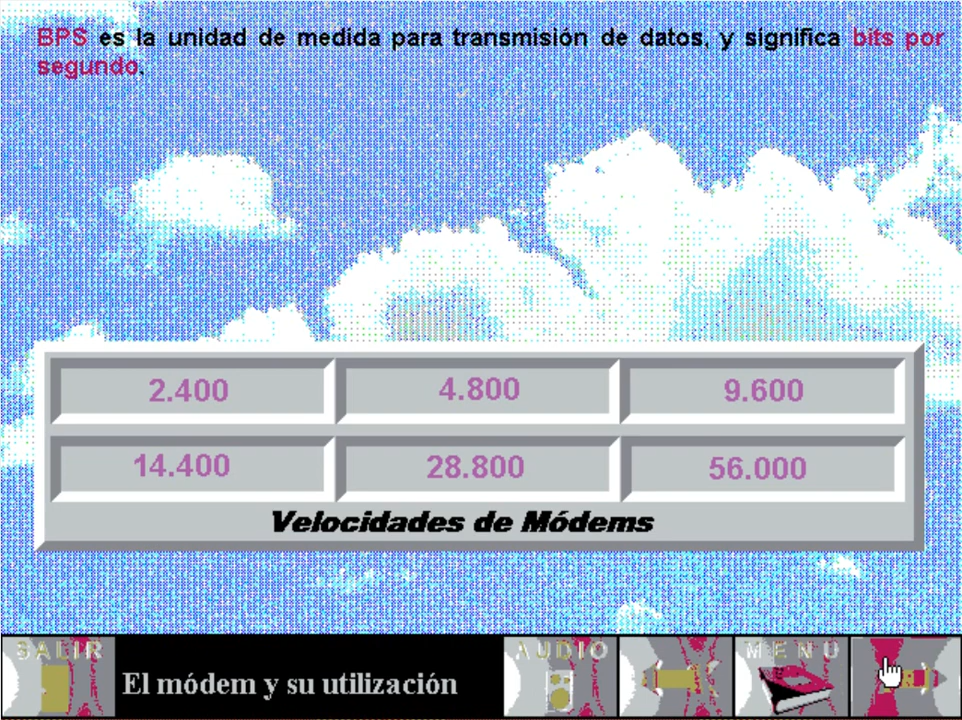 BPS es la unidad de medida para transmisión de datos, y significa bits por
segundo.
2.400 4.800 9.600
14.400 28.800 56.000
Velocidades de Módems
SALIR El módem y su utilización AUDIO MENU